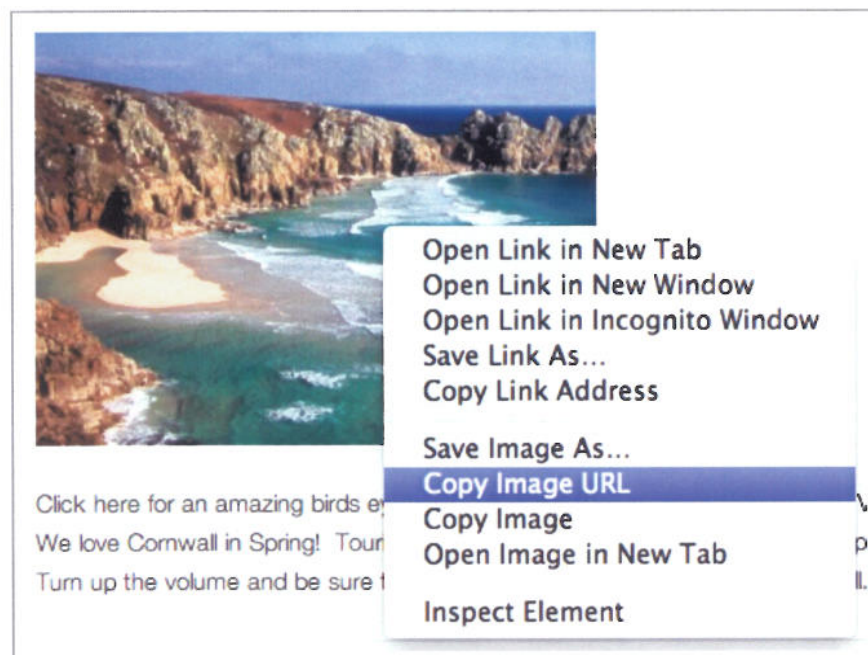 Open Link in New Tab
Open Link in New Window
Open Link in Incognito Window
Save Link As...
Copy Link Address
Save Image As...
Copy Image URL
Copy Image
Open Image in New Tab
Inspect Element
Click here for an amazing birds
We love Cornwall in Spring!
Turn up the volume and be sure